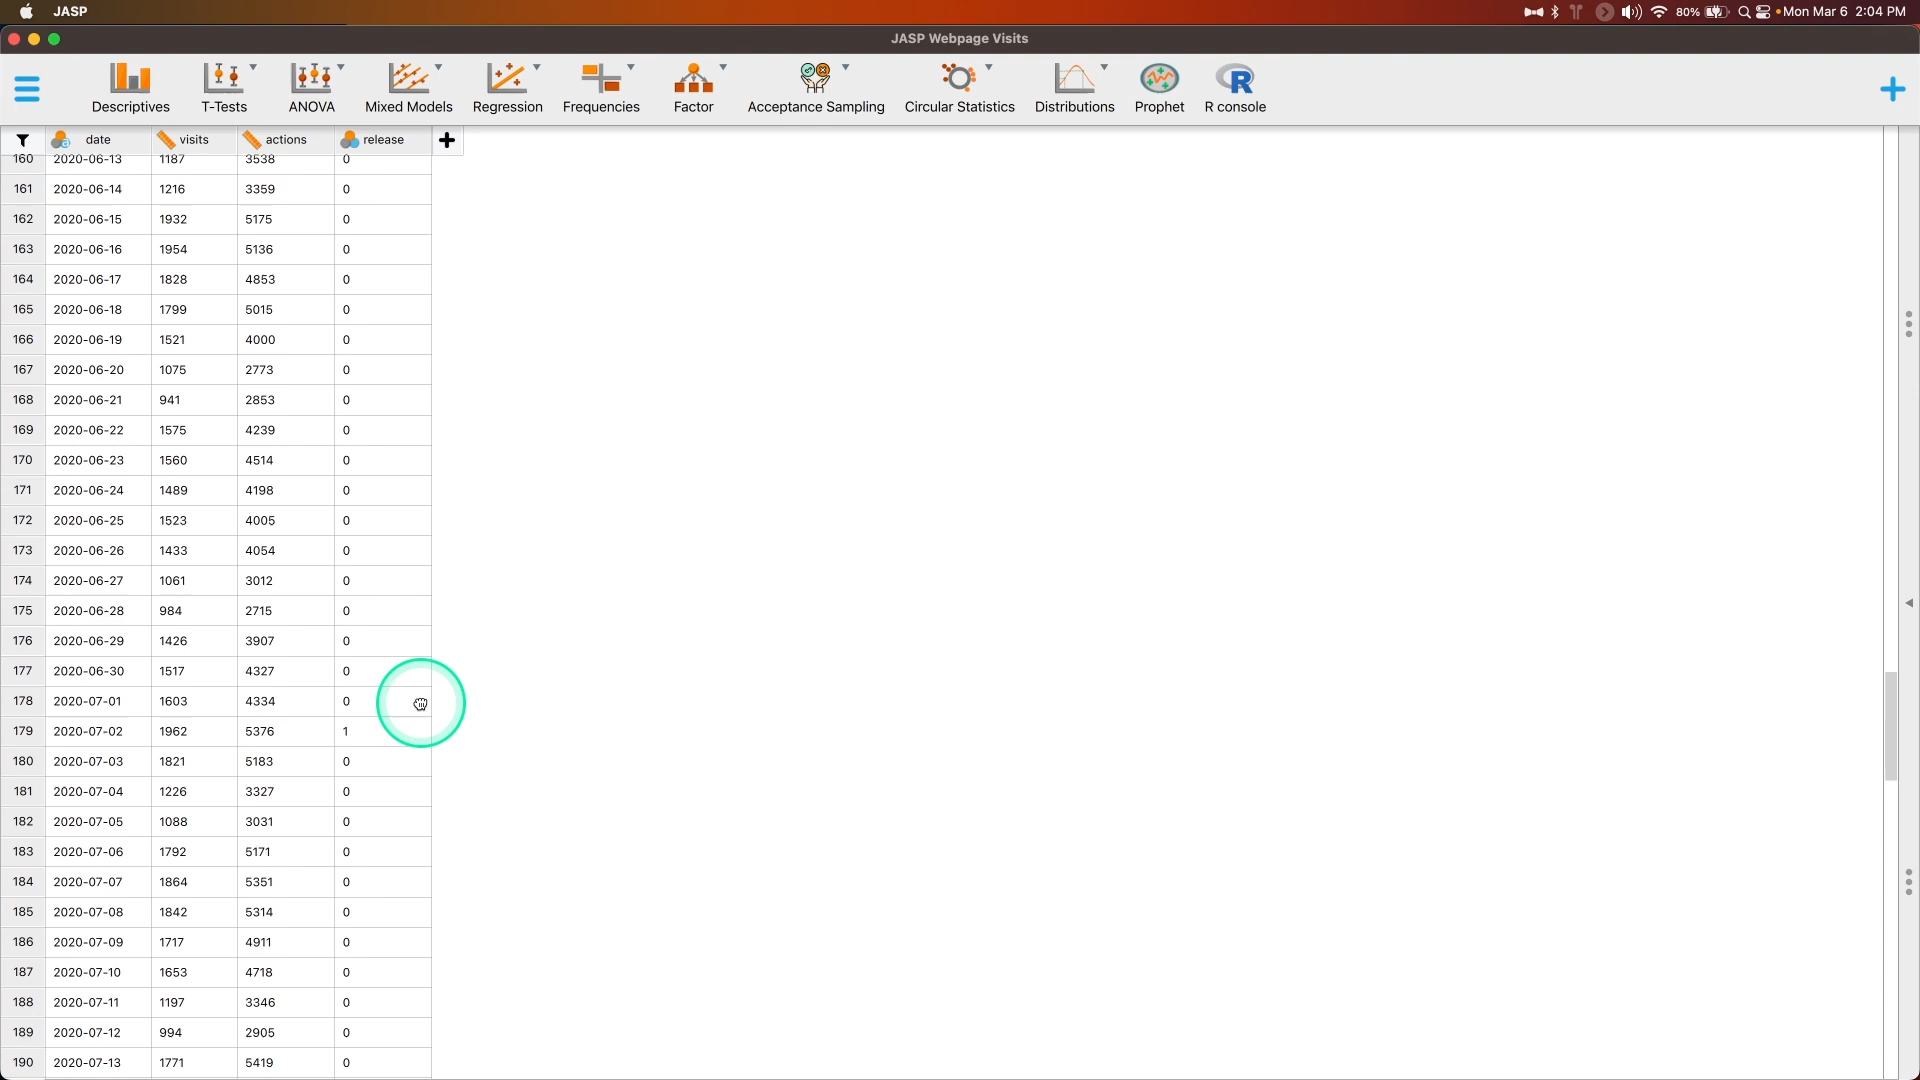 JASP
80%
Mon Mar 6 2:04 PM
JASP Webpage Visits
Descriptives T-Tests ANOVA Mixed Models Regression Frequencies Factor Acceptance Sampling Circular Statistics Distributions Prophet R console
date visits actions release
160 2020-06-13 1187 3538 0
161 2020-06-14 1216 3359 0
162 2020-06-15 1932 5175 0
163 2020-06-16 1954 5136 0
164 2020-06-17 1828 4853 0
165 2020-06-18 1799 5015 0
166 2020-06-19 1521 4000 0
167 2020-06-20 1075 2773 0
168 2020-06-21 941 2853 0
169 2020-06-22 1575 4239 0
170 2020-06-23 1560 4514 0
171 2020-06-24 1489 4198 0
172 2020-06-25 1523 4005 0
173 2020-06-26 1433 4054 0
174 2020-06-27 1061 3012 0
175 2020-06-28 984 2715 0
176 2020-06-29 1426 3907 0
177 2020-06-30 1517 4327 0
178 2020-07-01 1603 4334 0
179 2020-07-02 1962 5376 1
180 2020-07-03 1821 5183 0
181 2020-07-04 1226 3327 0
182 2020-07-05 1088 3031 0
183 2020-07-06 1792 5171 0
184 2020-07-07 1864 5351 0
185 2020-07-08 1842 5314 0
186 2020-07-09 1717 4911 0
187 2020-07-10 1653 4718 0
188 2020-07-11 1197 3346 0
189 2020-07-12 994 2905 0
190 2020-07-13 1771 5419 0